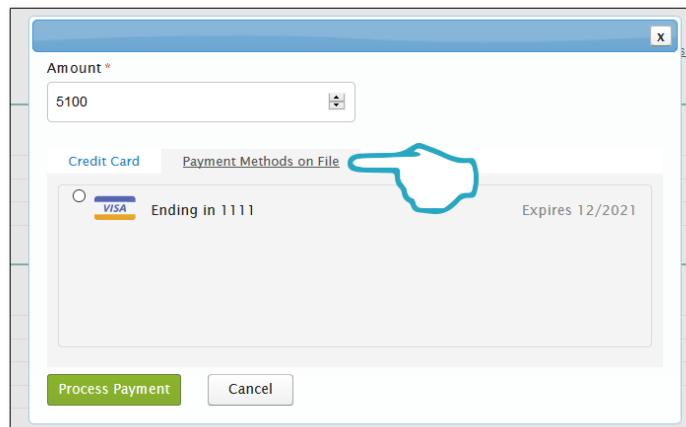 x
s
Amount *
5100
Credit Card Payment Methods on File
VISA Ending in 1111 Expires 12/2021
Process Payment Cancel